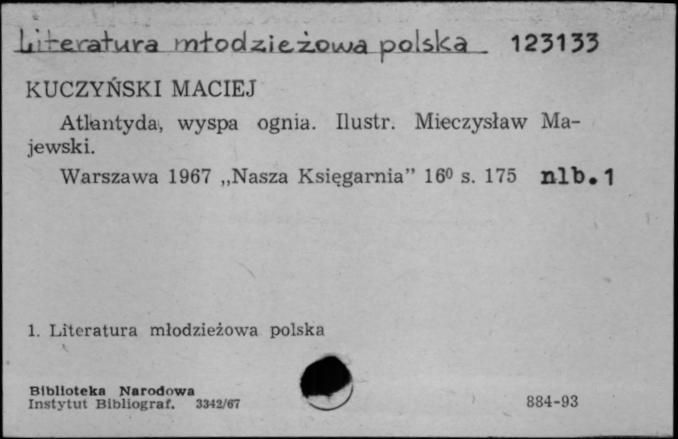 Literatura młodzieżowa polska 123133
KUCZYŃSKI MACIEJ
Atlantyda, wyspa ognia. Ilustr. Mieczysław Ma-
jewski.
Warszawa 1967 „Nasza Księgarnia” 16⁰ s. 175 nlb. 1
1. Literatura młodzieżowa polska
Biblioteka Narodowa
Instytut Bibliograf. 3342/67
884-93